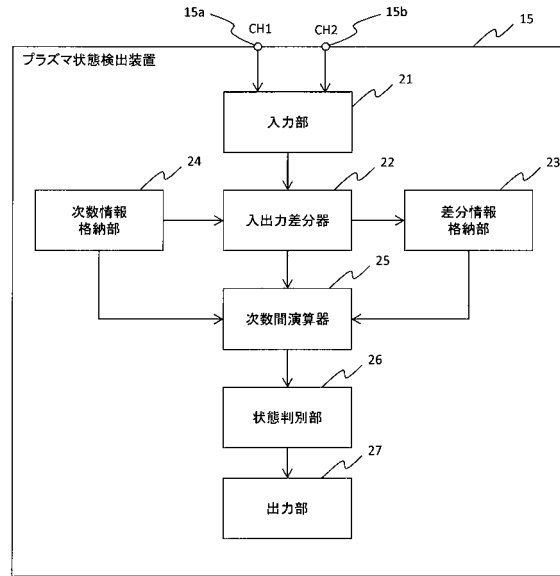 15a
CH1
CH2
15b
15
プラズマ状態検出装置
21
入力部
24
22
23
次数情報
格納部
入出力差分器
差分情報
格納部
25
次数間演算器
26
状態判別部
27
出力部